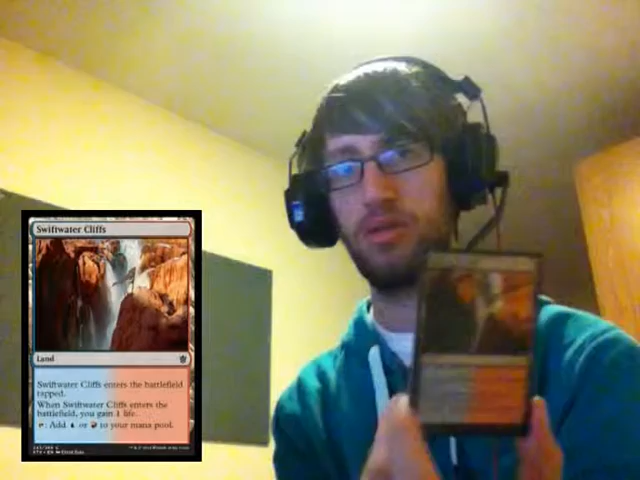 Swiftwater Cliffs
Land
Swiftwater Cliffs enters the battlefield
tapped.
When Swiftwater Cliffs enters the
battlefield, you gain 1 life.
: Add or to your mana pool.